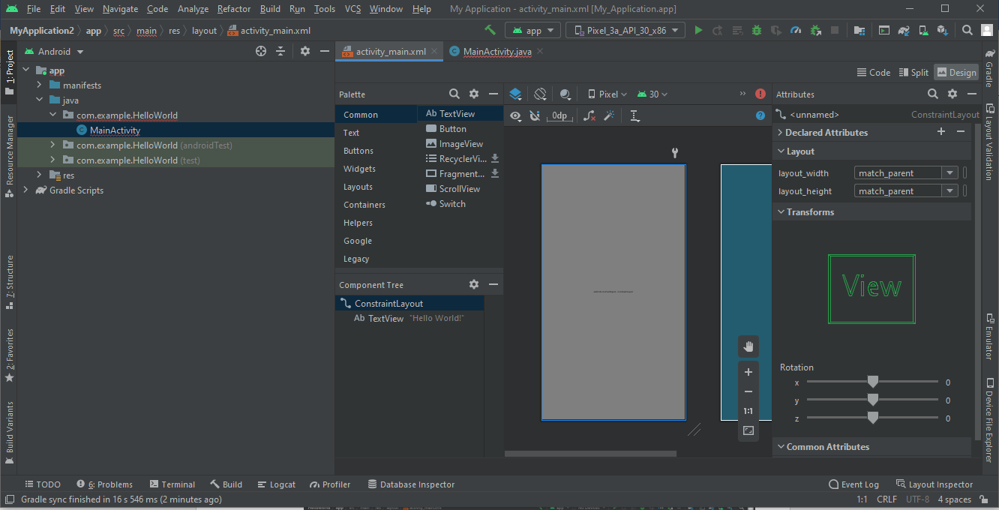 File Edit View Navigate Code Analyze Refactor Build Run Tools VCS Window Help My Application - activity_main.xml [My_Application.app]
MyApplication2 app src main res layout activity_main.xml app Pixel_3a_API_30_x86
1: Project
Resource Manager
7: Structure
2: Favorites
Build Variants
Android
app
manifests
java
com.example.HelloWorld
MainActivity
com.example.HelloWorld (androidTest)
com.example.HelloWorld (test)
res
Gradle Scripts
activity_main.xml MainActivity.java
Code Split Design
Palette
Common
Text
Buttons
Widgets
Layouts
Containers
Helpers
Google
Legacy
Ab TextView
Button
ImageView
RecyclerVi...
Fragment...
ScrollView
Switch
Component Tree
ConstraintLayout
Ab TextView "Hello World!"
Pixel 30
0dp
1:1
Attributes
<unnamed> ConstraintLayout
Declared Attributes
Layout
layout_width match_parent
layout_height match_parent
Transforms
View
Rotation
x 0
y 0
z 0
Common Attributes
Gradle
Layout Validation
Emulator
Device File Explorer
TODO 6: Problems Terminal Build Logcat Profiler Database Inspector Event Log Layout Inspector
Gradle sync finished in 16 s 546 ms (2 minutes ago) 1:1 CRLF UTF-8 4 spaces